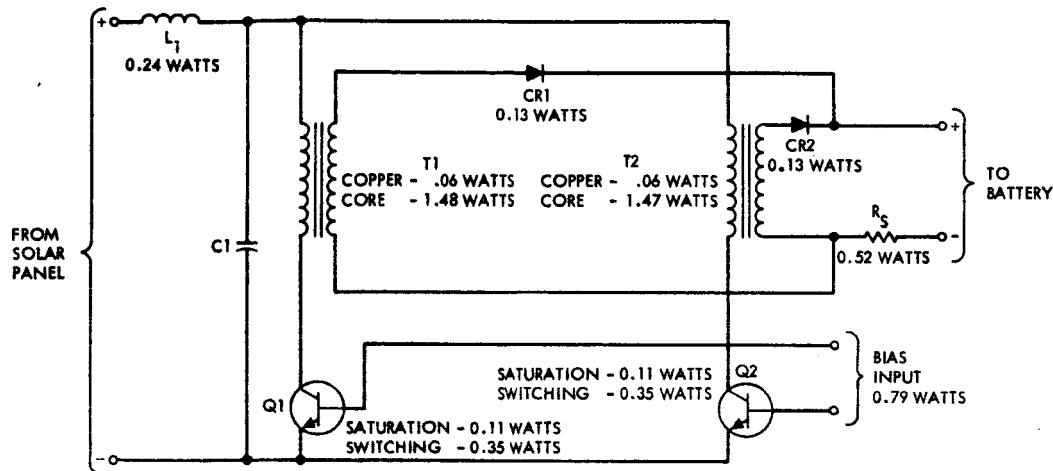 +
L1
0.24 WATTS
CR1
0.13 WATTS
CR2
0.13 WATTS
+
T1
COPPER - .06 WATTS
CORE - 1.48 WATTS
T2
COPPER - .06 WATTS
CORE - 1.47 WATTS
TO
BATTERY
FROM
SOLAR
PANEL
C1
RS
0.52 WATTS
-
Q1
SATURATION - 0.11 WATTS
SWITCHING - 0.35 WATTS
SATURATION - 0.11 WATTS
SWITCHING - 0.35 WATTS
Q2
BIAS
INPUT
0.79 WATTS
-